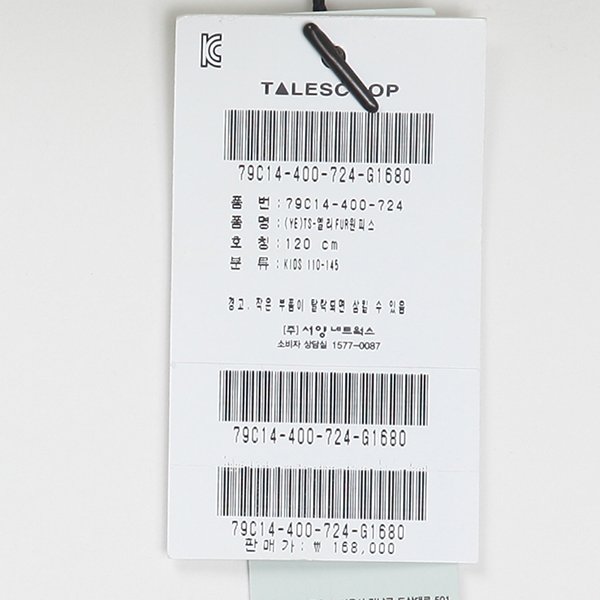 KC
79C14-400-724-G1680
품 번 : 79C14-400-724
품 명 : (YE)TS-엘리FUR원피스
호 칭 : 120 cm
분 류 : KIDS 110-145
경고. 작은 부품이 탈락되면 삼킬 수 있음
(주) 서양네트웍스
소비자 상담실 1577-0087
79C14-400-724-G1680
79C14-400-724-G1680
판매가 : ₩ 168,000